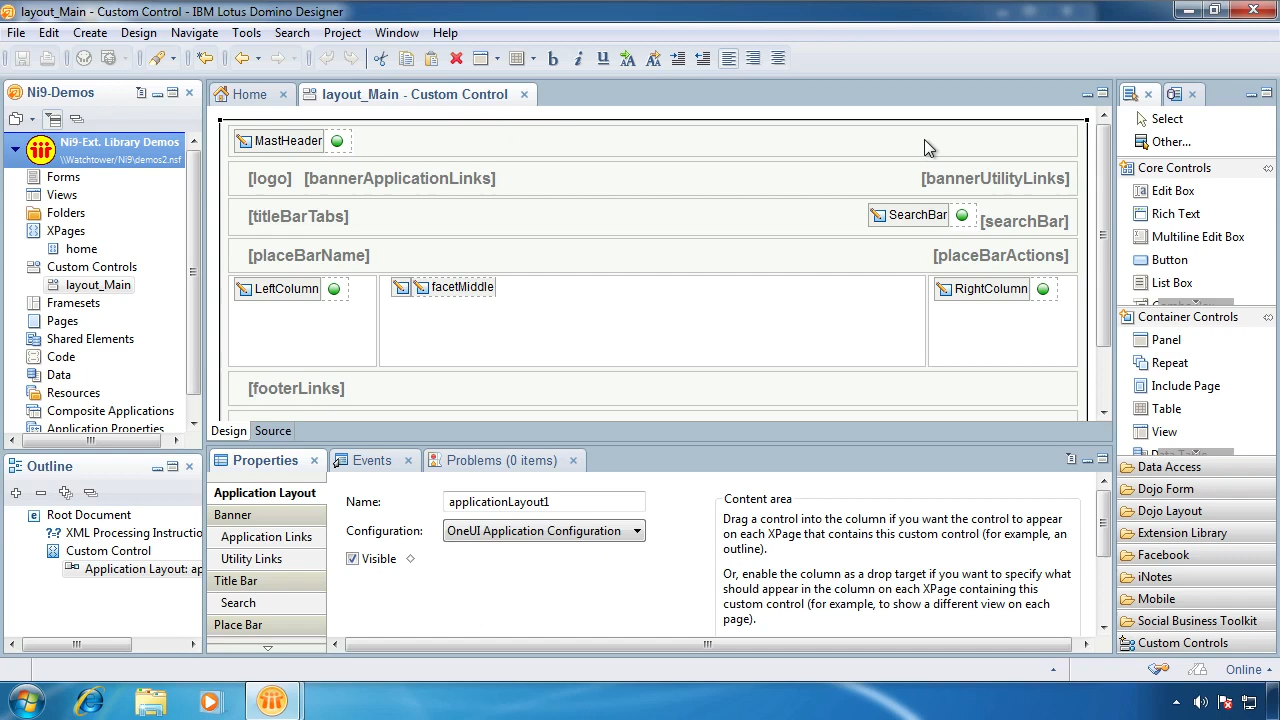 layout_Main - Custom Control - IBM Lotus Domino Designer
File Edit Create Design Navigate Tools Search Project Window Help
Ni9-Demos
Ni9-Ext. Library Demos
\\Watchtower/Ni9\demos2.nsf
Forms
Views
Folders
XPages
home
Custom Controls
layout_Main
Framesets
Pages
Shared Elements
Code
Data
Resources
Composite Applications
Application Properties
Outline
Root Document
XML Processing Instructio
Custom Control
Application Layout: ap
Home
layout_Main - Custom Control
MastHeader
[logo] [bannerApplicationLinks] [bannerUtilityLinks]
[titleBarTabs] SearchBar [searchBar]
[placeBarName] [placeBarActions]
LeftColumn facetMiddle RightColumn
[footerLinks]
Design Source
Properties Events Problems (0 items)
Application Layout
Banner
Application Links
Utility Links
Title Bar
Search
Place Bar
Name: applicationLayout1
Configuration: OneUI Application Configuration
Visible
Content area
Drag a control into the column if you want the control to appear
on each XPage that contains this custom control (for example, an
outline).
Or, enable the column as a drop target if you want to specify what
should appear in the column on each XPage containing this
custom control (for example, to show a different view on each
page).
Select
Other...
Core Controls
Edit Box
Rich Text
Multiline Edit Box
Button
List Box
Container Controls
Panel
Repeat
Include Page
Table
View
Data Access
Dojo Form
Dojo Layout
Extension Library
Facebook
iNotes
Mobile
Social Business Toolkit
Custom Controls
Online